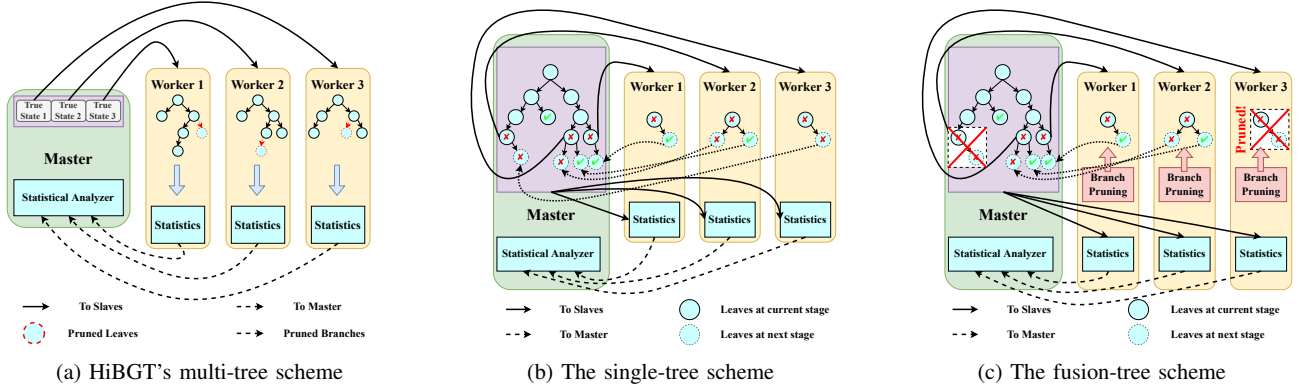 Worker 1
Worker 2
Worker 3
True
State 1
True
State 2
True
State 3
Master
Statistical Analyzer
Statistics
Statistics
Statistics
To Slaves
To Master
Pruned Leaves
Pruned Branches
(a) HiBGT's multi-tree scheme
Worker 1
Worker 2
Worker 3
✘
✔
✘
✘
✘
✘
✘
✔
✔
✘
✔
✘
✘
✔
✘
✘
Master
Statistics
Statistics
Statistics
Statistical Analyzer
To Slaves
Leaves at current stage
To Master
Leaves at next stage
(b) The single-tree scheme
Worker 1
Worker 2
Worker 3
Pruned!
Branch
Pruning
Branch
Pruning
Branch
Pruning
Master
Statistics
Statistics
Statistics
Statistical Analyzer
To Slaves
Leaves at current stage
To Master
Leaves at next stage
(c) The fusion-tree scheme